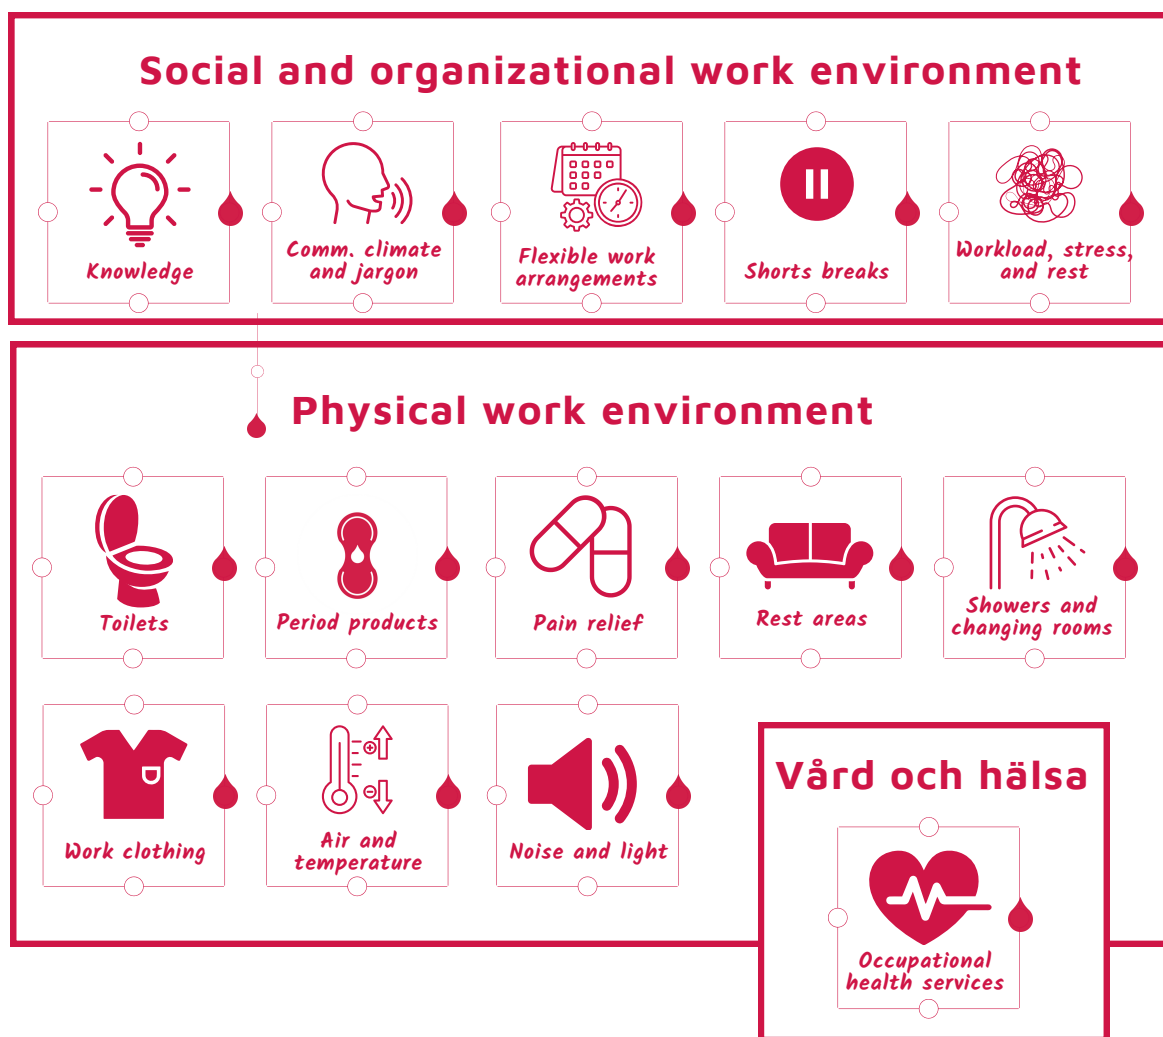 Social and organizational work environment
Knowledge
Comm. climate
and jargon
Flexible work
arrangements
Shorts breaks
Workload, stress,
and rest
Physical work environment
Toilets
Period products
Pain relief
Rest areas
Showers and
changing rooms
Work clothing
Air and
temperature
Noise and light
Vård och hälsa
Occupational
health services